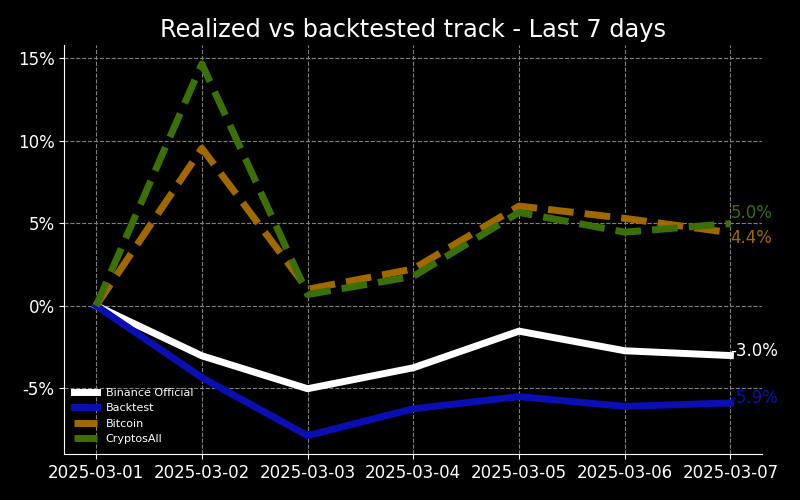 Realized vs backtested track - Last 7 days
15%
10%
5%
0%
-5%
5.0%
4.4%
-3.0%
-5.9%
Binance Official
Backtest
Bitcoin
CryptosAll
2025-03-01 2025-03-02 2025-03-03 2025-03-04 2025-03-05 2025-03-06 2025-03-07